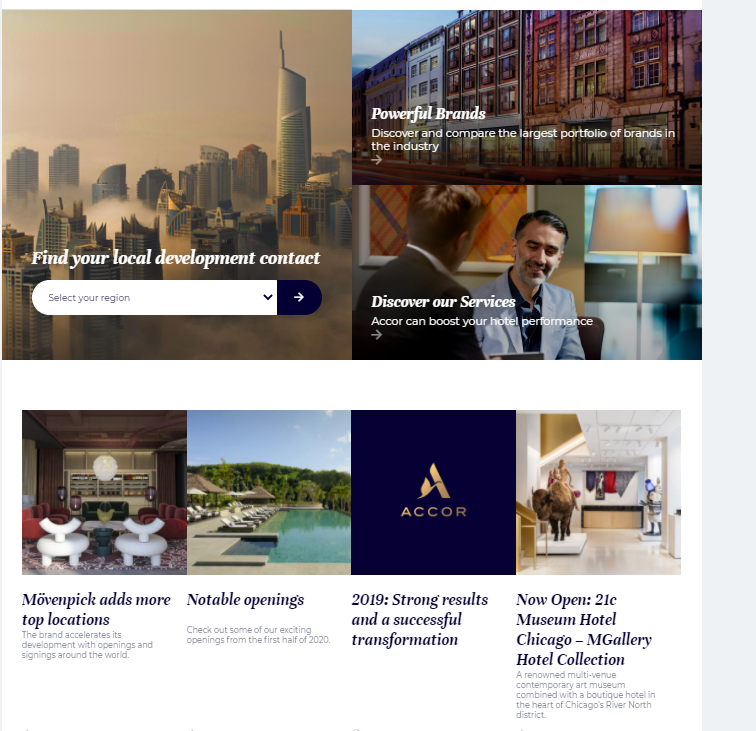 Find your local development contact
Select your region
Powerful Brands
Discover and compare the largest portfolio of brands in
the industry
Discover our Services
Accor can boost your hotel performance
ACCOR
Mövenpick adds more
top locations
The brand accelerates its
development with openings and
signings around the world.
Notable openings
Check out some of our exciting
openings from the first half of 2020.
2019: Strong results
and a successful
transformation
Now Open: 21c
Museum Hotel
Chicago – MGallery
Hotel Collection
A renowned multi-venue
contemporary art museum
combined with a boutique hotel in
the heart of Chicago's River North
district.